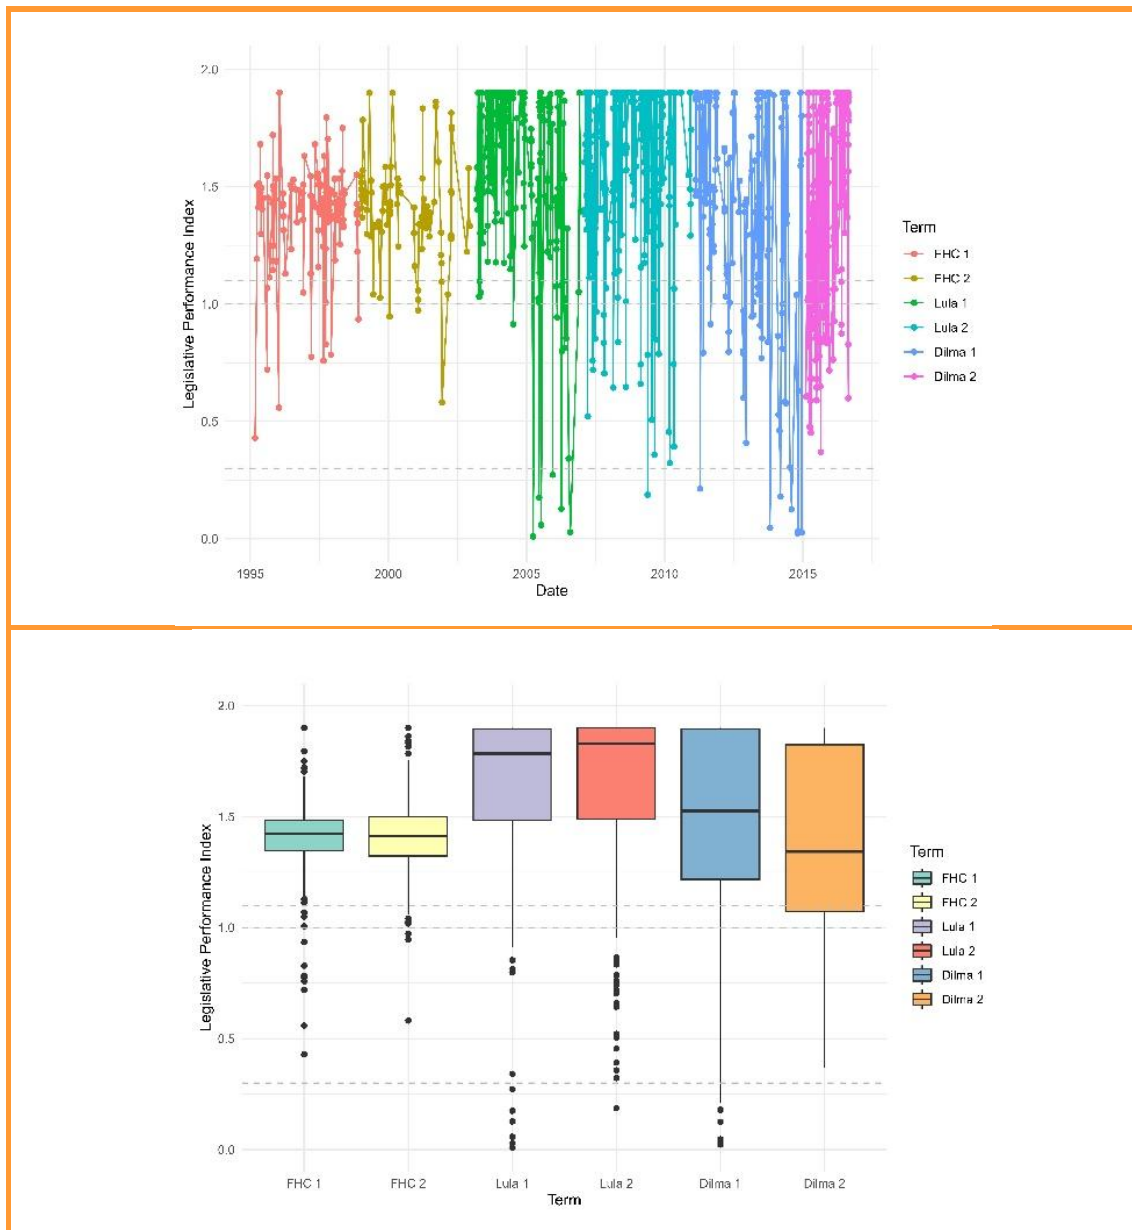 2.0
1.5
1.0
0.5
0.0
Legislative Performance Index
1995 2000 2005 2010 2015
Date
Term
FHC 1
FHC 2
Lula 1
Lula 2
Dilma 1
Dilma 2
2.0
1.5
1.0
0.5
0.0
Legislative Performance Index
FHC 1 FHC 2 Lula 1 Lula 2 Dilma 1 Dilma 2
Term
Term
FHC 1
FHC 2
Lula 1
Lula 2
Dilma 1
Dilma 2